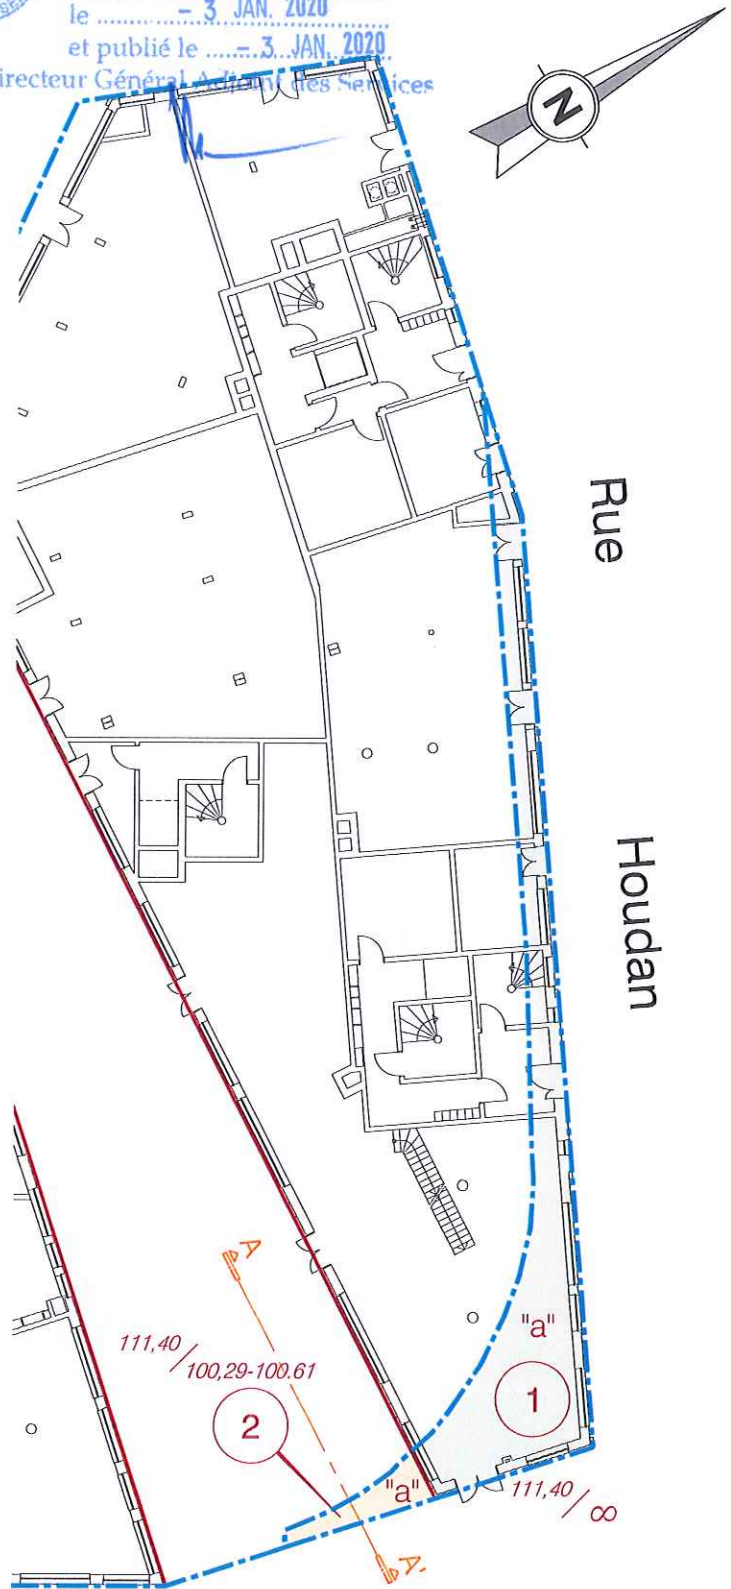 le ............ - 3 JAN. 2020
et publié le ...... - 3 JAN. 2020
irecteur Général Adjoint des Services
N
Rue
Houdan
A
"a"
111,40 / 100,29-100.61
1
2
"a"
111,40 / ∞
A'